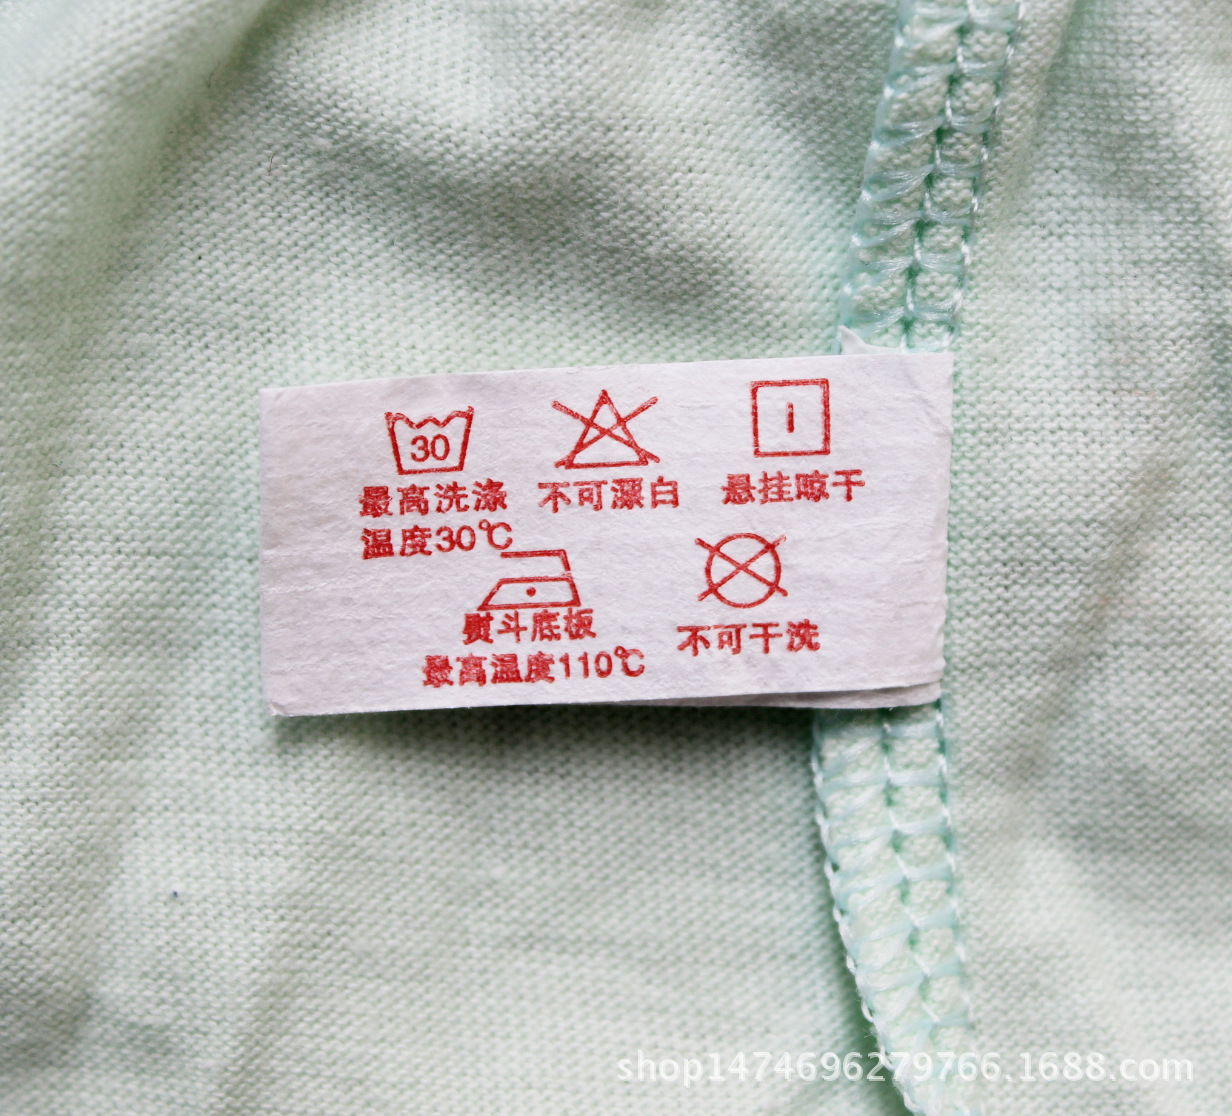 30
最高洗涤
温度30℃
不可漂白
悬挂晾干
熨斗底板
最高温度110℃
不可干洗
shop1474696279766.1688.com